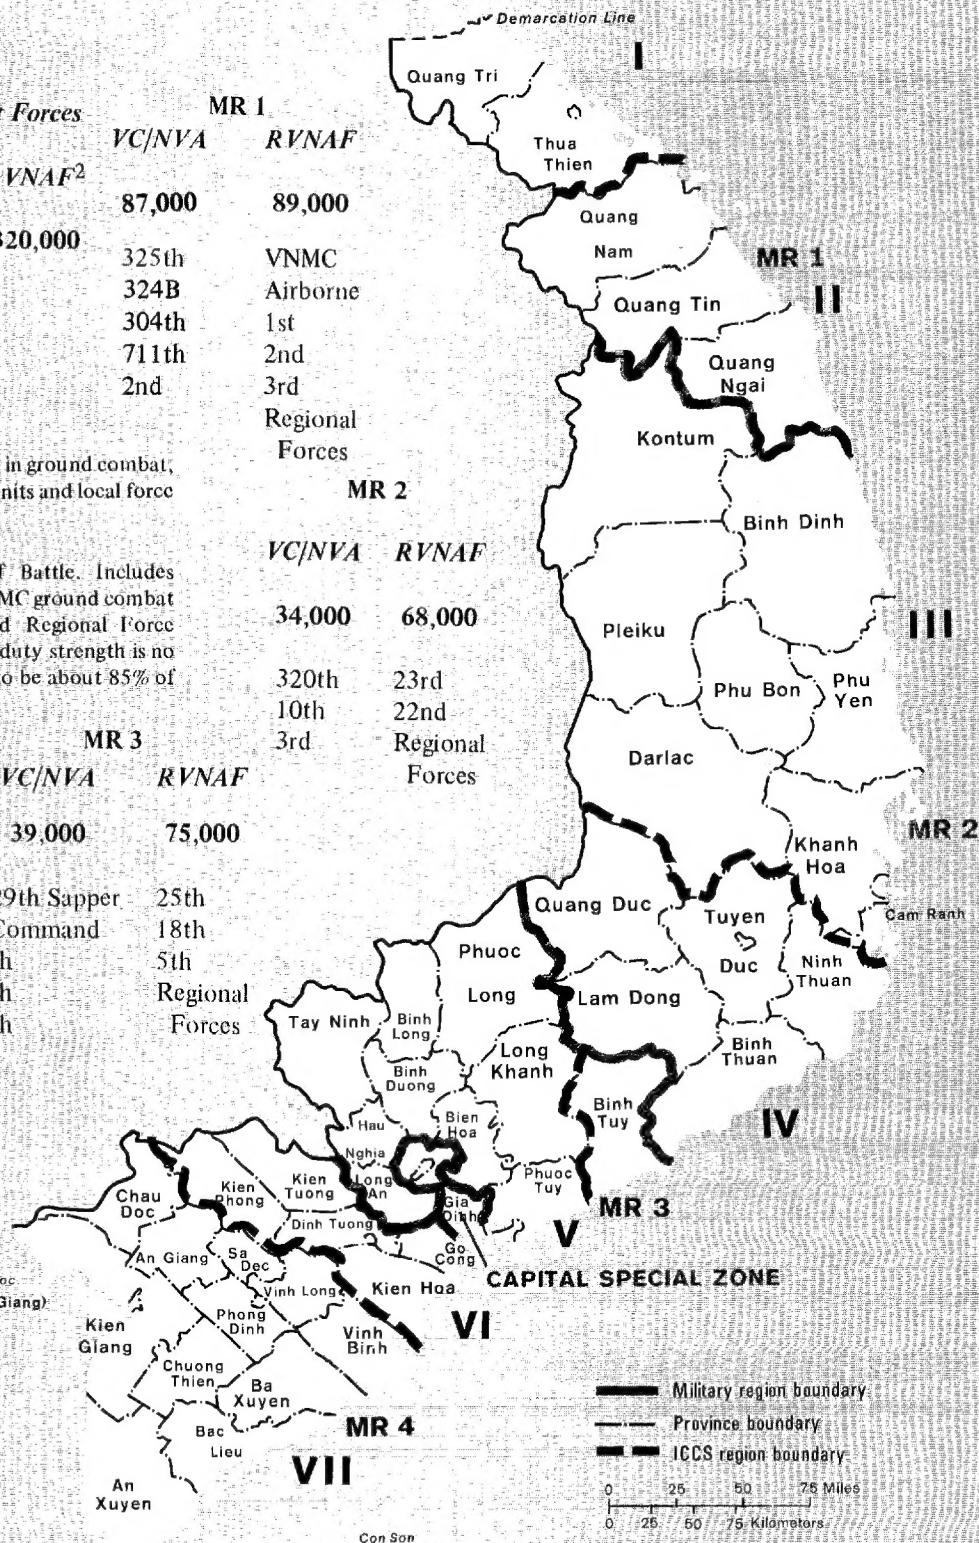 Demarcation Line
I
Quang Tri
Forces
MR 1
VC/NVA RVNAF
VNAF2
87,000 89,000
320,000
325th VNMC
324B Airborne
304th 1st
711th 2nd
2nd 3rd
Regional
Forces
in ground combat,
nits and local force
MR 2
VC/NVA RVNAF
f Battle. Includes
MC ground combat
34,000 68,000
d Regional Force
duty strength is no
o be about 85% of
320th 23rd
10th 22nd
3rd Regional
Forces
MR 3
VC/NVA RVNAF
39,000 75,000
29th Sapper 25th
Command 18th
th 5th
th Regional
th Forces
Thua
Thien
Quang
Nam
MR 1
II
Quang Tin
Quang
Ngai
Kontum
Binh Dinh
III
Pleiku
Phu Bon
Phu
Yen
Darlac
MR 2
Khanh
Hoa
Cam Ranh
Quang Duc
Tuyen
Duc
Ninh
Thuan
Phuoc
Long
Lam Dong
Tay Ninh
Binh
Long
Long
Khanh
Binh
Thuan
Binh
Duong
Binh
Tuy
IV
Hau
Nghia
Bien
Hoa
Long
An
Phuoc
Tuy
Gia
Dinh
MR 3
V
Go
Cong
CAPITAL SPECIAL ZONE
Chau
Doc
Kien
Phong
Kien
Tuong
Dinh Tuong
An Giang
Sa
Dec
Vinh Long
Kien Hoa
VI
oc
Giang)
Kien
Giang
Phong
Dinh
Vinh
Binh
Chuong
Thien
Ba
Xuyen
MR 4
Bac
Lieu
VII
An
Xuyen
Con Son
Military region boundary
Province boundary
ICCS region boundary
0 25 50 75 Miles
0 25 50 75 Kilometers